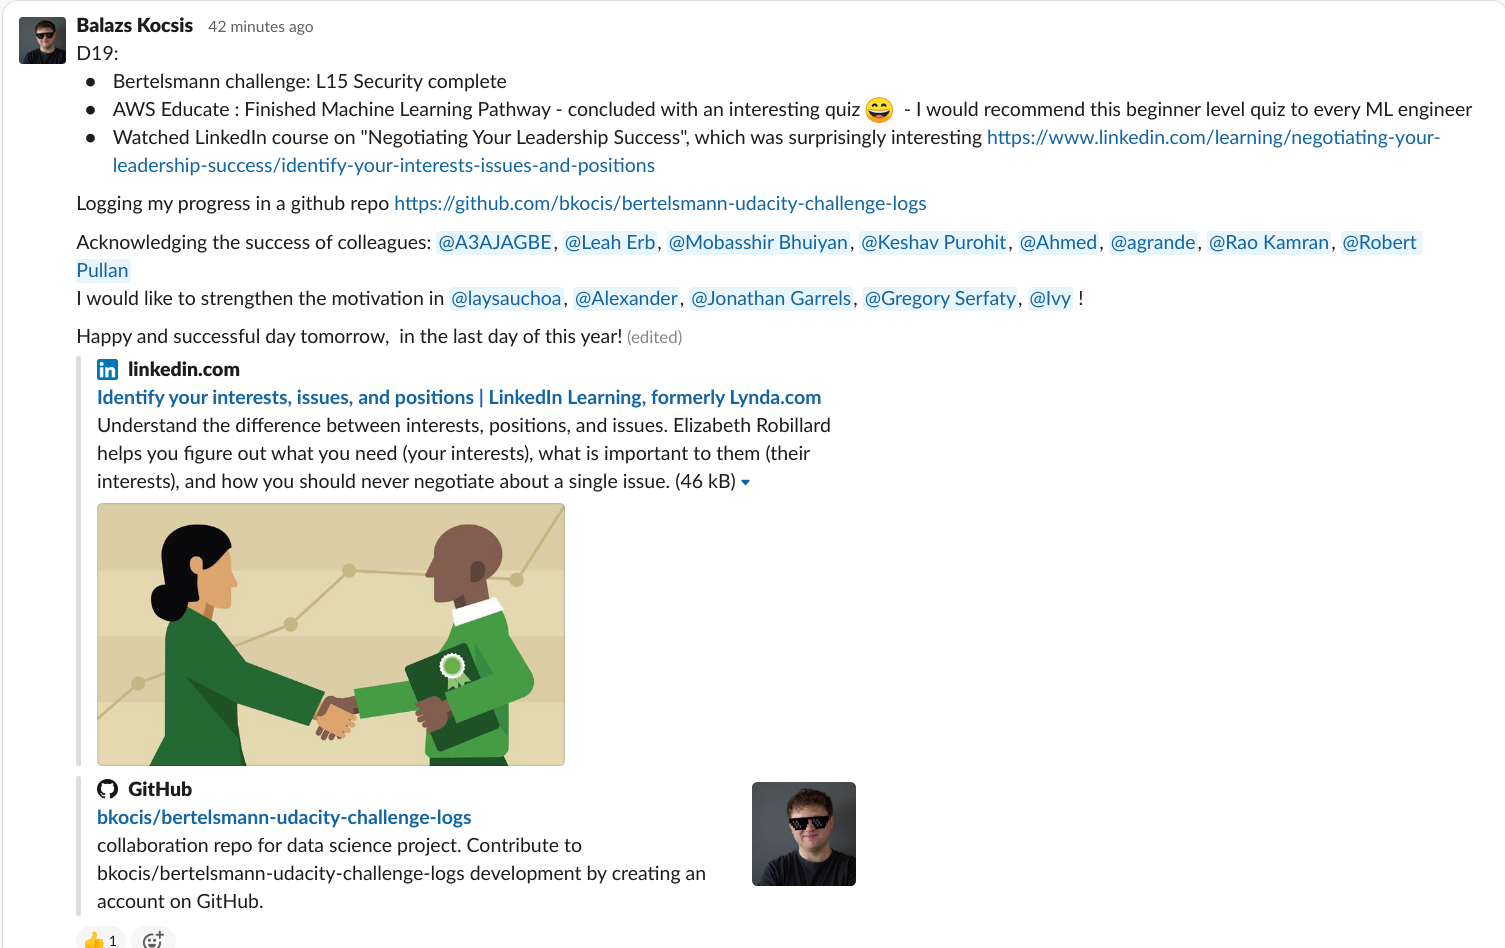 Balazs Kocsis 42 minutes ago
D19:
Bertelsmann challenge: L15 Security complete
AWS Educate : Finished Machine Learning Pathway - concluded with an interesting quiz 😄 - I would recommend this beginner level quiz to every ML engineer
Watched LinkedIn course on "Negotiating Your Leadership Success", which was surprisingly interesting https://www.linkedin.com/learning/negotiating-your-
leadership-success/identify-your-interests-issues-and-positions
Logging my progress in a github repo https://github.com/bkocis/bertelsmann-udacity-challenge-logs
Acknowledging the success of colleagues: @A3AJAGBE, @Leah Erb, @Mobasshir Bhuiyan, @Keshav Purohit, @Ahmed, @agrande, @Rao Kamran, @Robert
Pullan
I would like to strengthen the motivation in @laysauchoa, @Alexander, @Jonathan Garrels, @Gregory Serfaty, @Ivy !
Happy and successful day tomorrow, in the last day of this year! (edited)
linkedin.com
Identify your interests, issues, and positions | LinkedIn Learning, formerly Lynda.com
Understand the difference between interests, positions, and issues. Elizabeth Robillard
helps you figure out what you need (your interests), what is important to them (their
interests), and how you should never negotiate about a single issue. (46 kB)
GitHub
bkocis/bertelsmann-udacity-challenge-logs
collaboration repo for data science project. Contribute to
bkocis/bertelsmann-udacity-challenge-logs development by creating an
account on GitHub.
👍 1